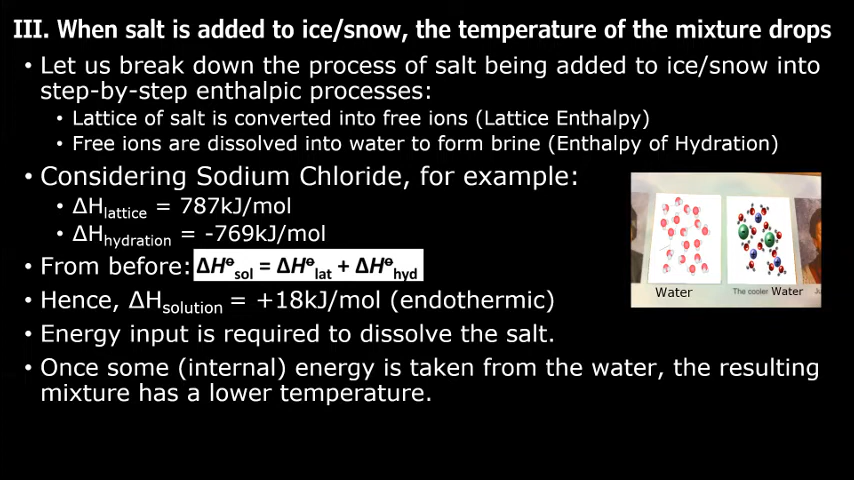 III. When salt is added to ice/snow, the temperature of the mixture drops
• Let us break down the process of salt being added to ice/snow into
step-by-step enthalpic processes:
• Lattice of salt is converted into free ions (Lattice Enthalpy)
• Free ions are dissolved into water to form brine (Enthalpy of Hydration)
• Considering Sodium Chloride, for example:
• ΔHlattice = 787kJ/mol
• ΔHhydration = -769kJ/mol
• From before: ΔH⦵sol = ΔH⦵lat + ΔH⦵hyd
• Hence, ΔHsolution = +18kJ/mol (endothermic)
• Energy input is required to dissolve the salt.
• Once some (internal) energy is taken from the water, the resulting
mixture has a lower temperature.
Water
The cooler Water